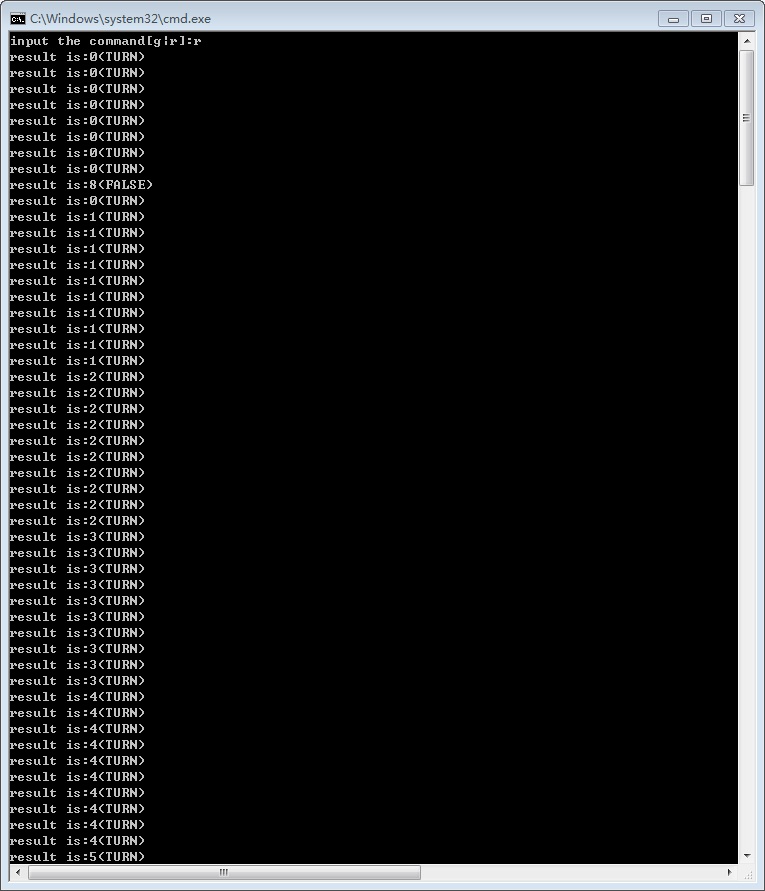 C:\Windows\system32\cmd.exe
input the command[g|r]:r
result is:0(TURN)
result is:0(TURN)
result is:0(TURN)
result is:0(TURN)
result is:0(TURN)
result is:0(TURN)
result is:0(TURN)
result is:0(TURN)
result is:8(FALSE)
result is:0(TURN)
result is:1(TURN)
result is:1(TURN)
result is:1(TURN)
result is:1(TURN)
result is:1(TURN)
result is:1(TURN)
result is:1(TURN)
result is:1(TURN)
result is:1(TURN)
result is:1(TURN)
result is:2(TURN)
result is:2(TURN)
result is:2(TURN)
result is:2(TURN)
result is:2(TURN)
result is:2(TURN)
result is:2(TURN)
result is:2(TURN)
result is:2(TURN)
result is:2(TURN)
result is:3(TURN)
result is:3(TURN)
result is:3(TURN)
result is:3(TURN)
result is:3(TURN)
result is:3(TURN)
result is:3(TURN)
result is:3(TURN)
result is:3(TURN)
result is:3(TURN)
result is:4(TURN)
result is:4(TURN)
result is:4(TURN)
result is:4(TURN)
result is:4(TURN)
result is:4(TURN)
result is:4(TURN)
result is:4(TURN)
result is:4(TURN)
result is:4(TURN)
result is:5(TURN)